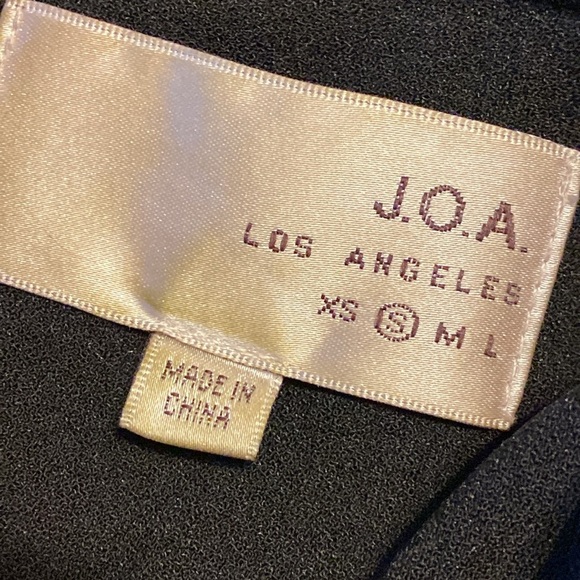 J.O.A.
LOS ANGELES
XS S M L
MADE IN
CHINA